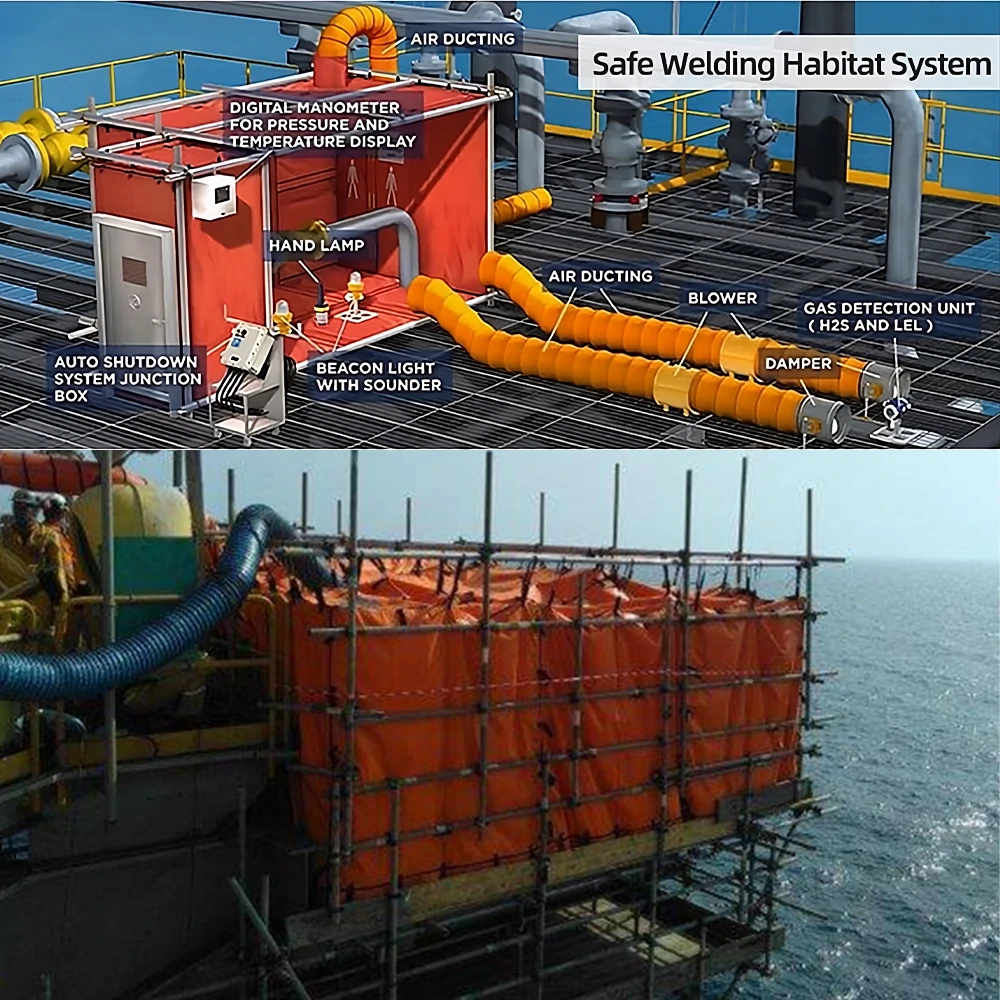 AIR DUCTING
Safe Welding Habitat System
DIGITAL MANOMETER
FOR PRESSURE AND
TEMPERATURE DISPLAY
HAND LAMP
AIR DUCTING
BLOWER
GAS DETECTION UNIT
( H2S AND LEL )
DAMPER
AUTO SHUTDOWN
SYSTEM JUNCTION
BOX
BEACON LIGHT
WITH SOUNDER